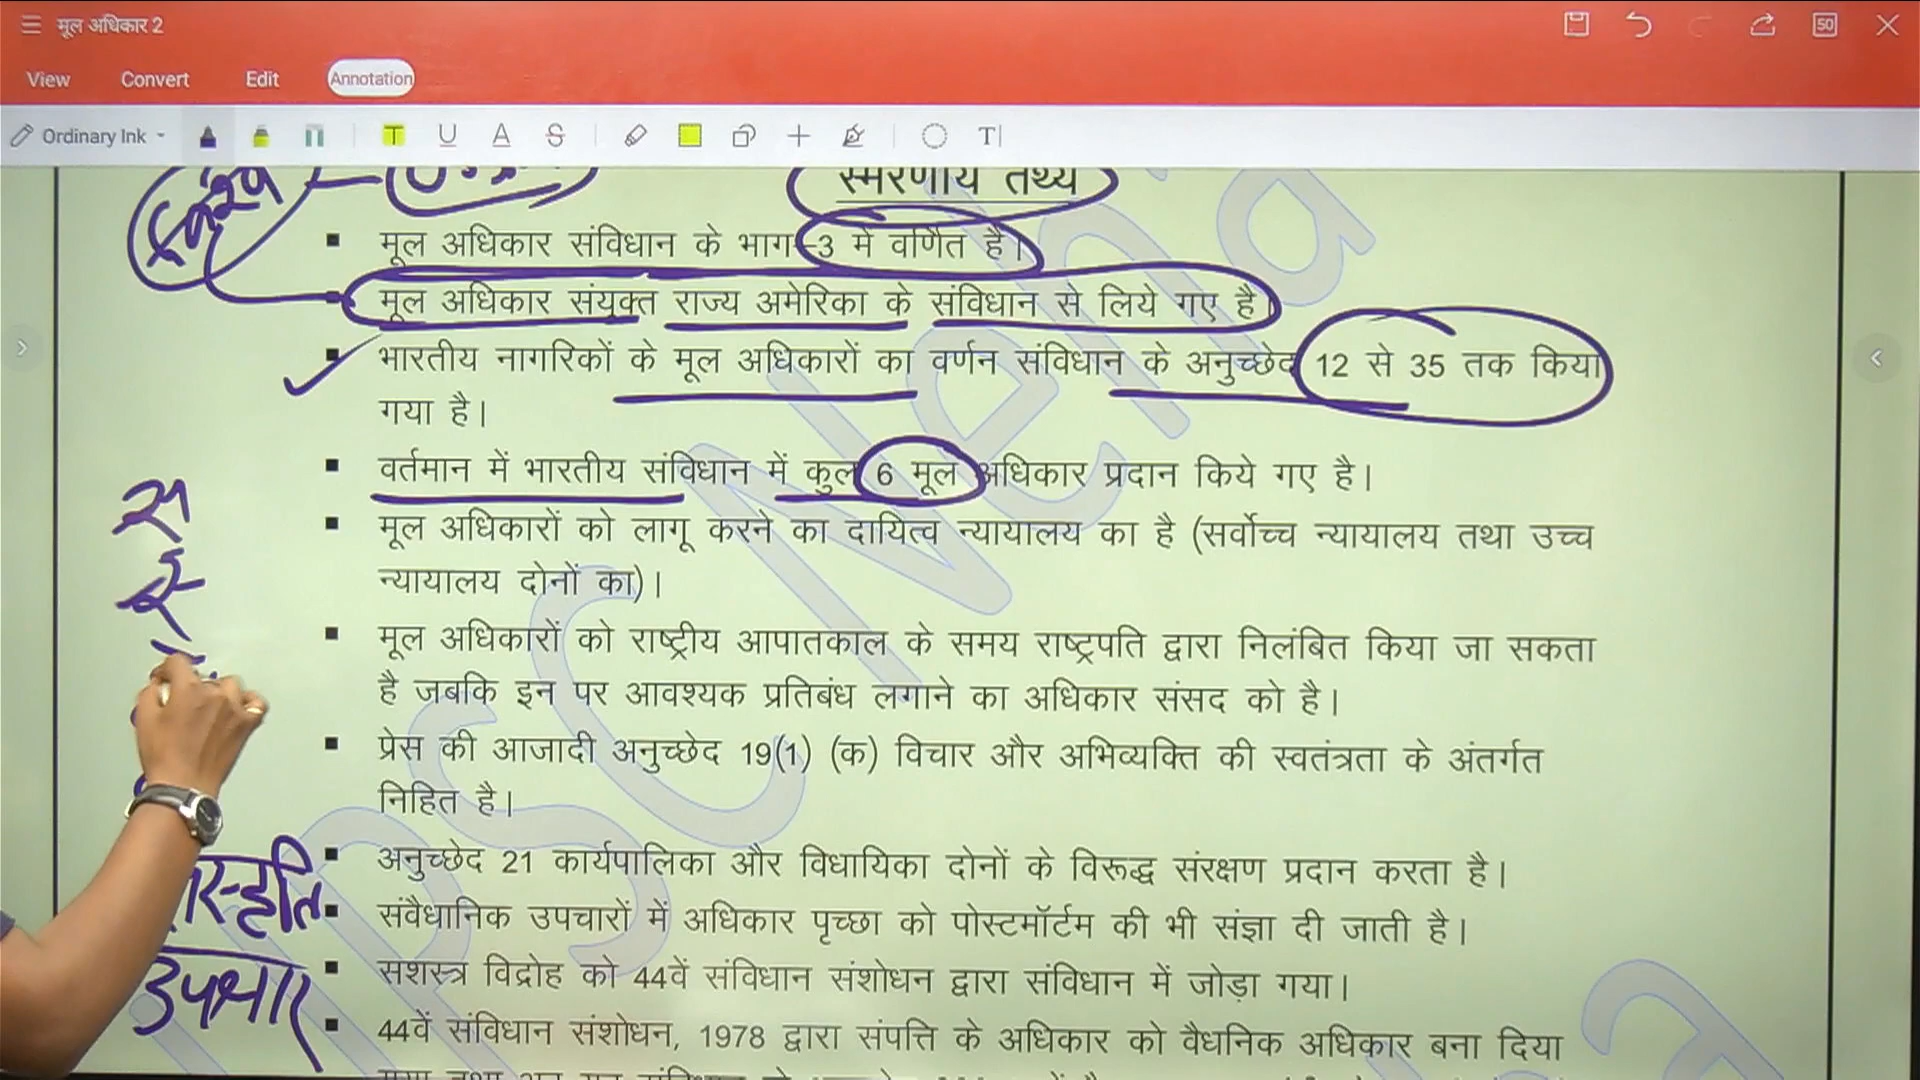 मूल अधिकार 2
50
View Convert Edit Annotation
Ordinary Ink T U A S T
स्मरणीय तथ्य
मूल अधिकार संविधान के भाग–3 में वर्णित है।
मूल अधिकार संयुक्त राज्य अमेरिका के संविधान से लिये गए है।
भारतीय नागरिकों के मूल अधिकारों का वर्णन संविधान के अनुच्छेद 12 से 35 तक किया
गया है।
वर्तमान में भारतीय संविधान में कुल 6 मूल अधिकार प्रदान किये गए है।
स
मूल अधिकारों को लागू करने का दायित्व न्यायालय का है (सर्वोच्च न्यायालय तथा उच्च
न्यायालय दोनों का)।
मूल अधिकारों को राष्ट्रीय आपातकाल के समय राष्ट्रपति द्वारा निलंबित किया जा सकता
है जबकि इन पर आवश्यक प्रतिबंध लगाने का अधिकार संसद को है।
प्रेस की आजादी अनुच्छेद 19(1) (क) विचार और अभिव्यक्ति की स्वतंत्रता के अंतर्गत
निहित है।
अनुच्छेद 21 कार्यपालिका और विधायिका दोनों के विरूद्ध संरक्षण प्रदान करता है।
संवैधानिक उपचारों में अधिकार पृच्छा को पोस्टमॉर्टम की भी संज्ञा दी जाती है।
सशस्त्र विद्रोह को 44वें संविधान संशोधन द्वारा संविधान में जोड़ा गया।
उपचार
44वें संविधान संशोधन, 1978 द्वारा संपत्ति के अधिकार को वैधनिक अधिकार बना दिया